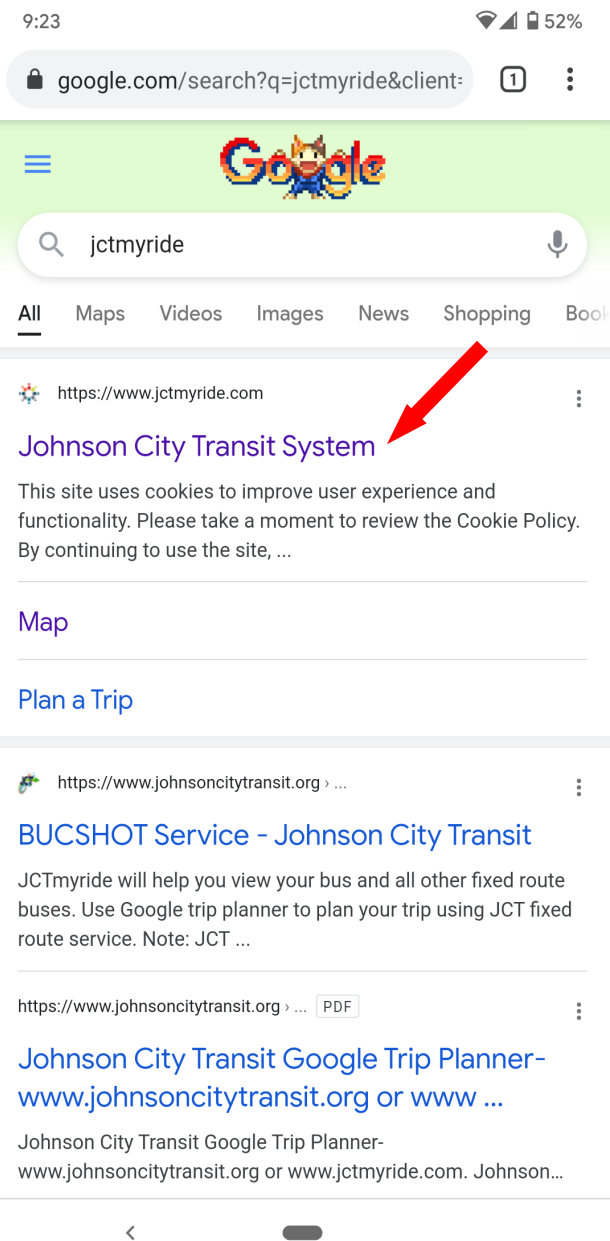 9:23
52%
google.com/search?q=jctmyride&client=
1
Google
jctmyride
All Maps Videos Images News Shopping Book
https://www.jctmyride.com
Johnson City Transit System
This site uses cookies to improve user experience and
functionality. Please take a moment to review the Cookie Policy.
By continuing to use the site, ...
Map
Plan a Trip
https://www.johnsoncitytransit.org › ...
BUCSHOT Service - Johnson City Transit
JCTmyride will help you view your bus and all other fixed route
buses. Use Google trip planner to plan your trip using JCT fixed
route service. Note: JCT ...
https://www.johnsoncitytransit.org › ... PDF
Johnson City Transit Google Trip Planner-
www.johnsoncitytransit.org or www ...
Johnson City Transit Google Trip Planner-
www.johnsoncitytransit.org or www.jctmyride.com. Johnson...